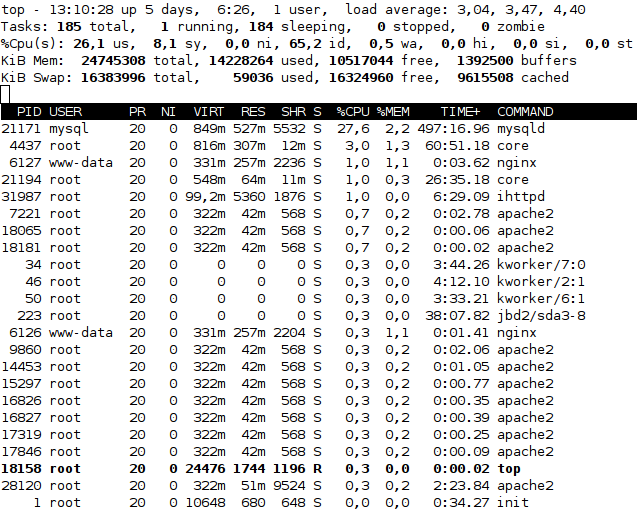 top - 13:10:28 up 5 days,  6:26,  1 user,  load average: 3,04, 3,47, 4,40
Tasks: 185 total,   1 running, 184 sleeping,   0 stopped,   0 zombie
%Cpu(s): 26,1 us,  8,1 sy,  0,0 ni, 65,2 id,  0,5 wa,  0,0 hi,  0,0 si,  0,0 st
KiB Mem:  24745308 total, 14228264 used, 10517044 free,  1392500 buffers
KiB Swap: 16383996 total,    59036 used, 16324960 free,  9615508 cached
  PID USER      PR  NI  VIRT  RES  SHR S  %CPU %MEM    TIME+  COMMAND
21171 mysql     20   0  849m 527m 5532 S  27,6  2,2 497:16.96 mysqld
 4437 root      20   0  816m 307m  12m S   3,0  1,3  60:51.18 core
 6127 www-data  20   0  331m 257m 2236 S   1,0  1,1   0:03.62 nginx
21194 root      20   0  548m  64m  11m S   1,0  0,3  26:35.18 core
31987 root      20   0 99,2m 5360 1876 S   1,0  0,0   6:29.09 ihttpd
 7221 root      20   0  322m  42m  568 S   0,7  0,2   0:02.78 apache2
18065 root      20   0  322m  42m  568 S   0,7  0,2   0:00.06 apache2
18181 root      20   0  322m  42m  568 S   0,7  0,2   0:00.02 apache2
   34 root      20   0     0    0    0 S   0,3  0,0   3:44.26 kworker/7:0
   46 root      20   0     0    0    0 S   0,3  0,0   4:12.10 kworker/2:1
   50 root      20   0     0    0    0 S   0,3  0,0   3:33.21 kworker/6:1
  223 root      20   0     0    0    0 S   0,3  0,0  38:07.82 jbd2/sda3-8
 6126 www-data  20   0  331m 257m 2204 S   0,3  1,1   0:01.41 nginx
 9860 root      20   0  322m  42m  568 S   0,3  0,2   0:02.06 apache2
14453 root      20   0  322m  42m  568 S   0,3  0,2   0:01.05 apache2
15297 root      20   0  322m  42m  568 S   0,3  0,2   0:00.77 apache2
16826 root      20   0  322m  42m  568 S   0,3  0,2   0:00.35 apache2
16827 root      20   0  322m  42m  568 S   0,3  0,2   0:00.39 apache2
17319 root      20   0  322m  42m  568 S   0,3  0,2   0:00.25 apache2
17846 root      20   0  322m  42m  568 S   0,3  0,2   0:00.09 apache2
18158 root      20   0 24476 1744 1196 R   0,3  0,0   0:00.02 top
28120 root      20   0  322m  51m 9524 S   0,3  0,2   2:23.84 apache2
    1 root      20   0 10648  680  648 S   0,0  0,0   0:34.27 init